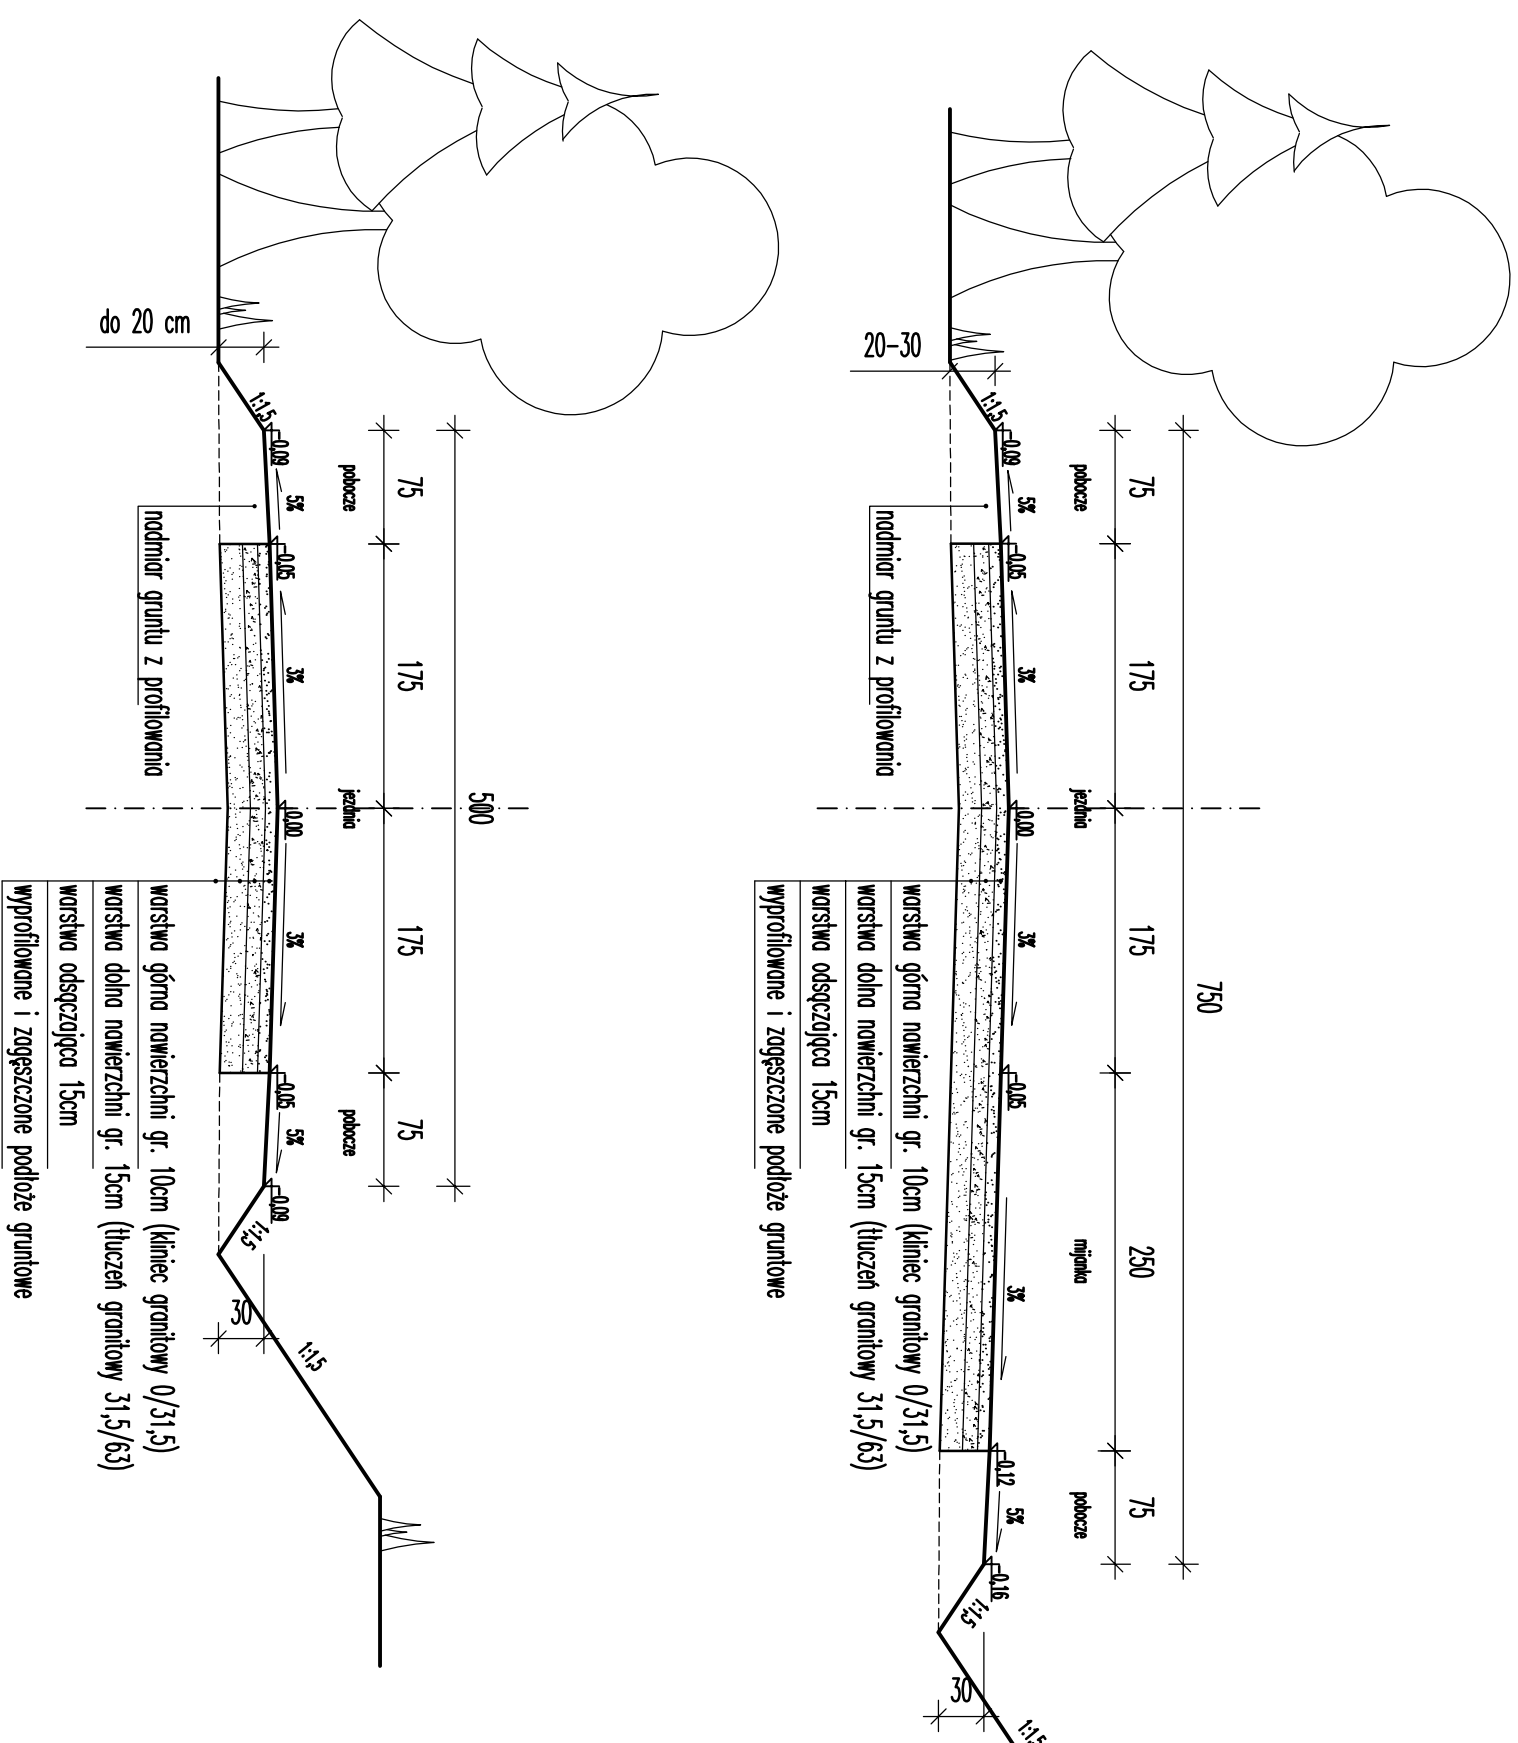 750
75
175
175
250
75
pobocze
jezdnia
mijanka
pobocze
20-30
1:1,5
-0,09
5%
-0,05
3%
0,00
3%
-0,05
3%
-0,12
5%
-0,16
1:1,5
30
1:1,5
nadmiar gruntu z profilowania
warstwa górna nawierzchni gr. 10cm (kliniec granitowy 0/31,5)
warstwa dolna nawierzchni gr. 15cm (tłuczeń granitowy 31,5/63)
warstwa odsączająca 15cm
wyprofilowane i zagęszczone podłoże gruntowe
500
75
175
175
75
pobocze
jezdnia
pobocze
do 20 cm
1:1,5
-0,09
5%
-0,05
3%
0,00
3%
-0,05
5%
-0,09
1:1,5
30
1:1,5
nadmiar gruntu z profilowania
warstwa górna nawierzchni gr. 10cm (kliniec granitowy 0/31,5)
warstwa dolna nawierzchni gr. 15cm (tłuczeń granitowy 31,5/63)
warstwa odsączająca 15cm
wyprofilowane i zagęszczone podłoże gruntowe